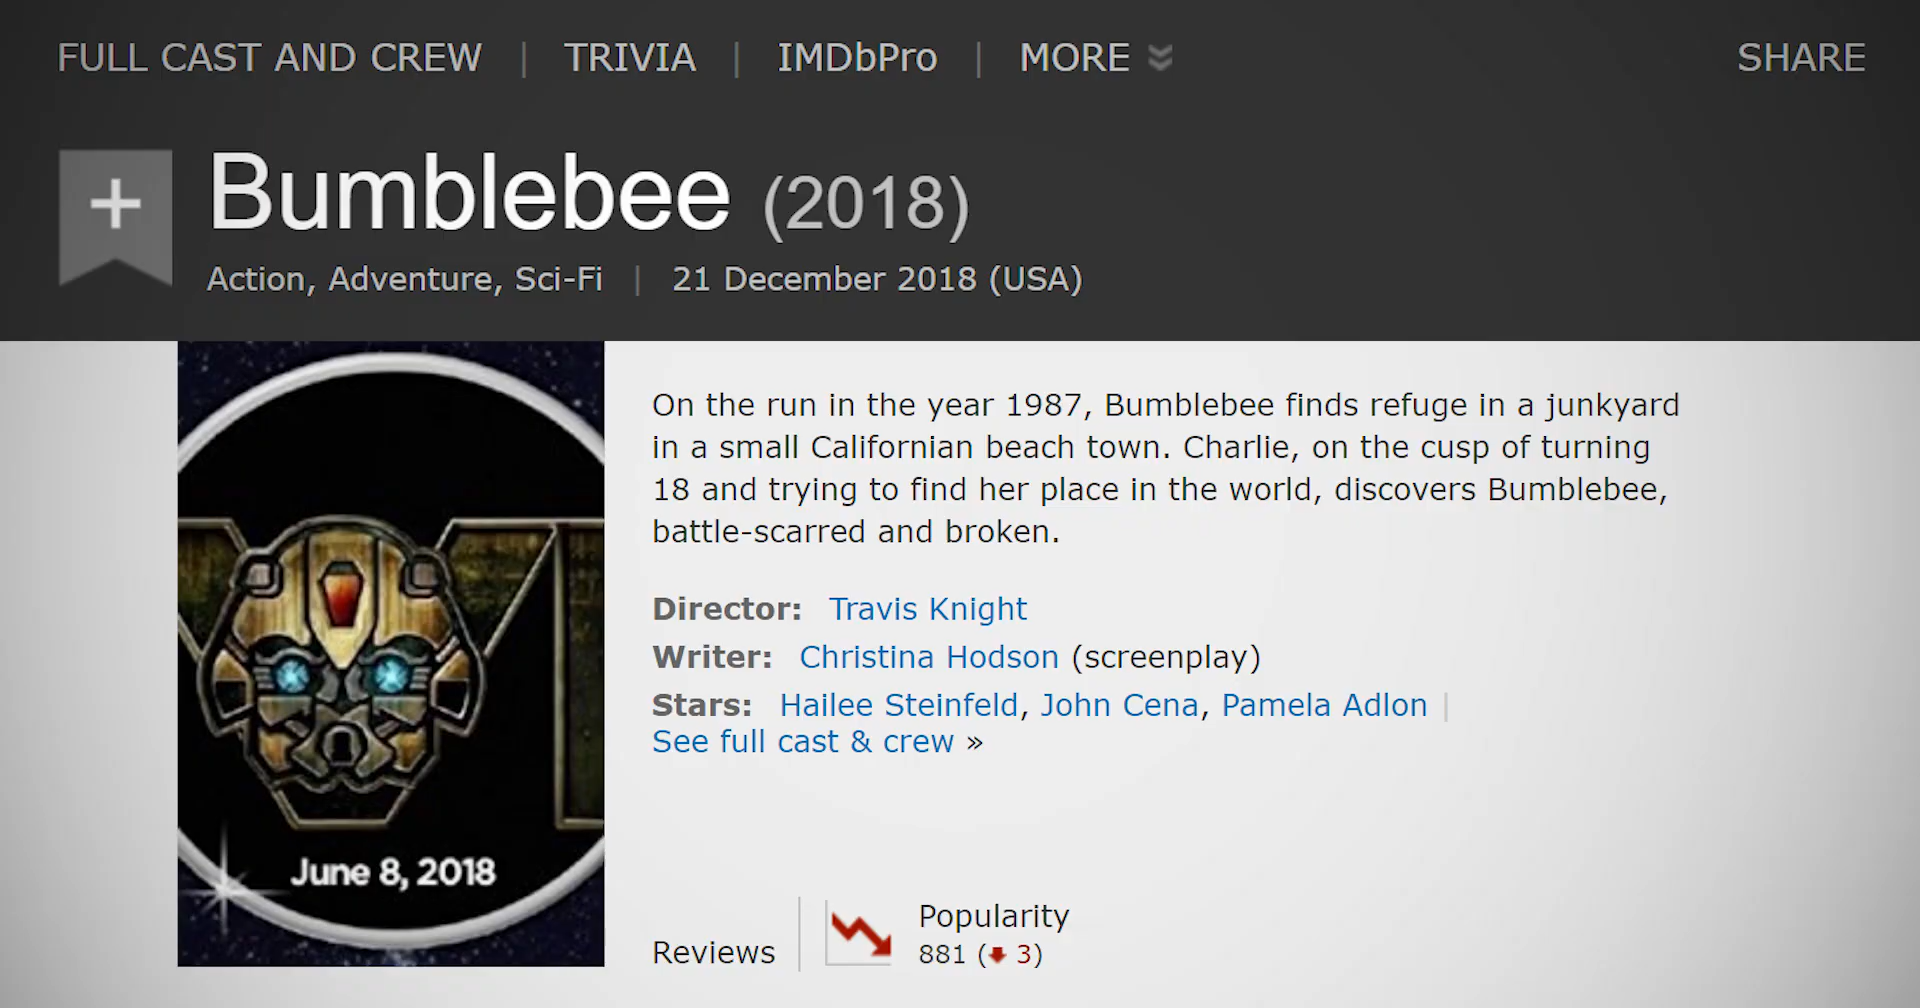 FULL CAST AND CREW | TRIVIA | IMDbPro | MORE SHARE
+ Bumblebee (2018)
Action, Adventure, Sci-Fi | 21 December 2018 (USA)
On the run in the year 1987, Bumblebee finds refuge in a junkyard
in a small Californian beach town. Charlie, on the cusp of turning
18 and trying to find her place in the world, discovers Bumblebee,
battle-scarred and broken.
Director: Travis Knight
Writer: Christina Hodson (screenplay)
Stars: Hailee Steinfeld, John Cena, Pamela Adlon |
See full cast & crew »
June 8, 2018
Popularity
Reviews 881 (3)